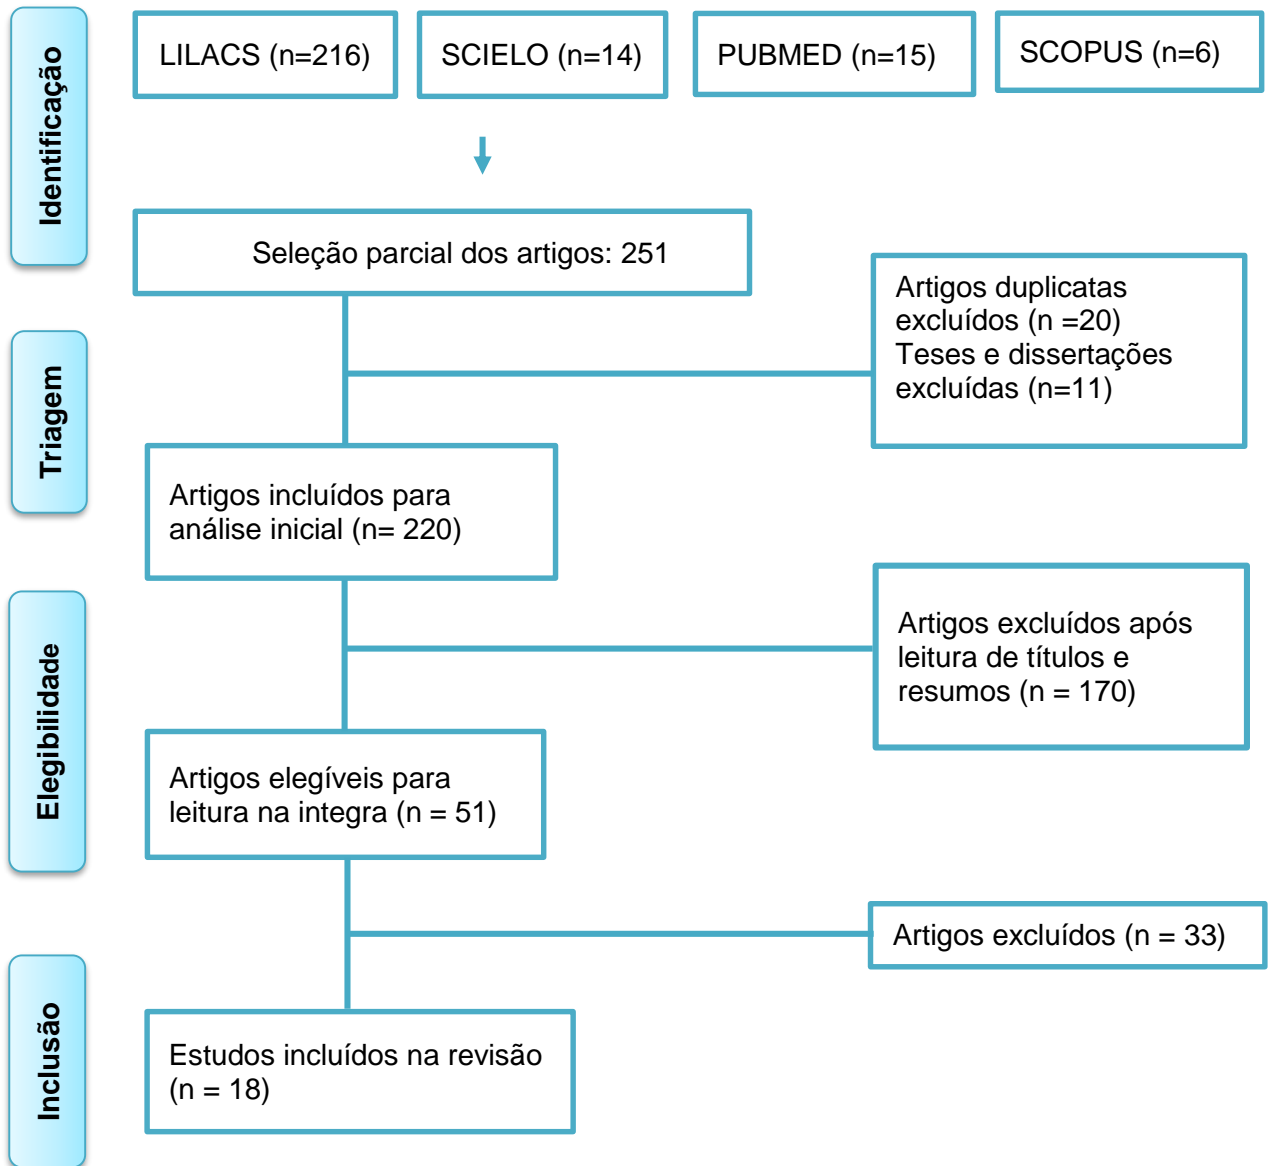 Identificação
LILACS (n=216)
SCIELO (n=14)
PUBMED (n=15)
SCOPUS (n=6)
Seleção parcial dos artigos: 251
Artigos duplicatas
excluídos (n =20)
Teses e dissertações
excluídas (n=11)
Triagem
Artigos incluídos para
análise inicial (n= 220)
Elegibilidade
Artigos excluídos após
leitura de títulos e
resumos (n = 170)
Artigos elegíveis para
leitura na integra (n = 51)
Artigos excluídos (n = 33)
Inclusão
Estudos incluídos na revisão
(n = 18)